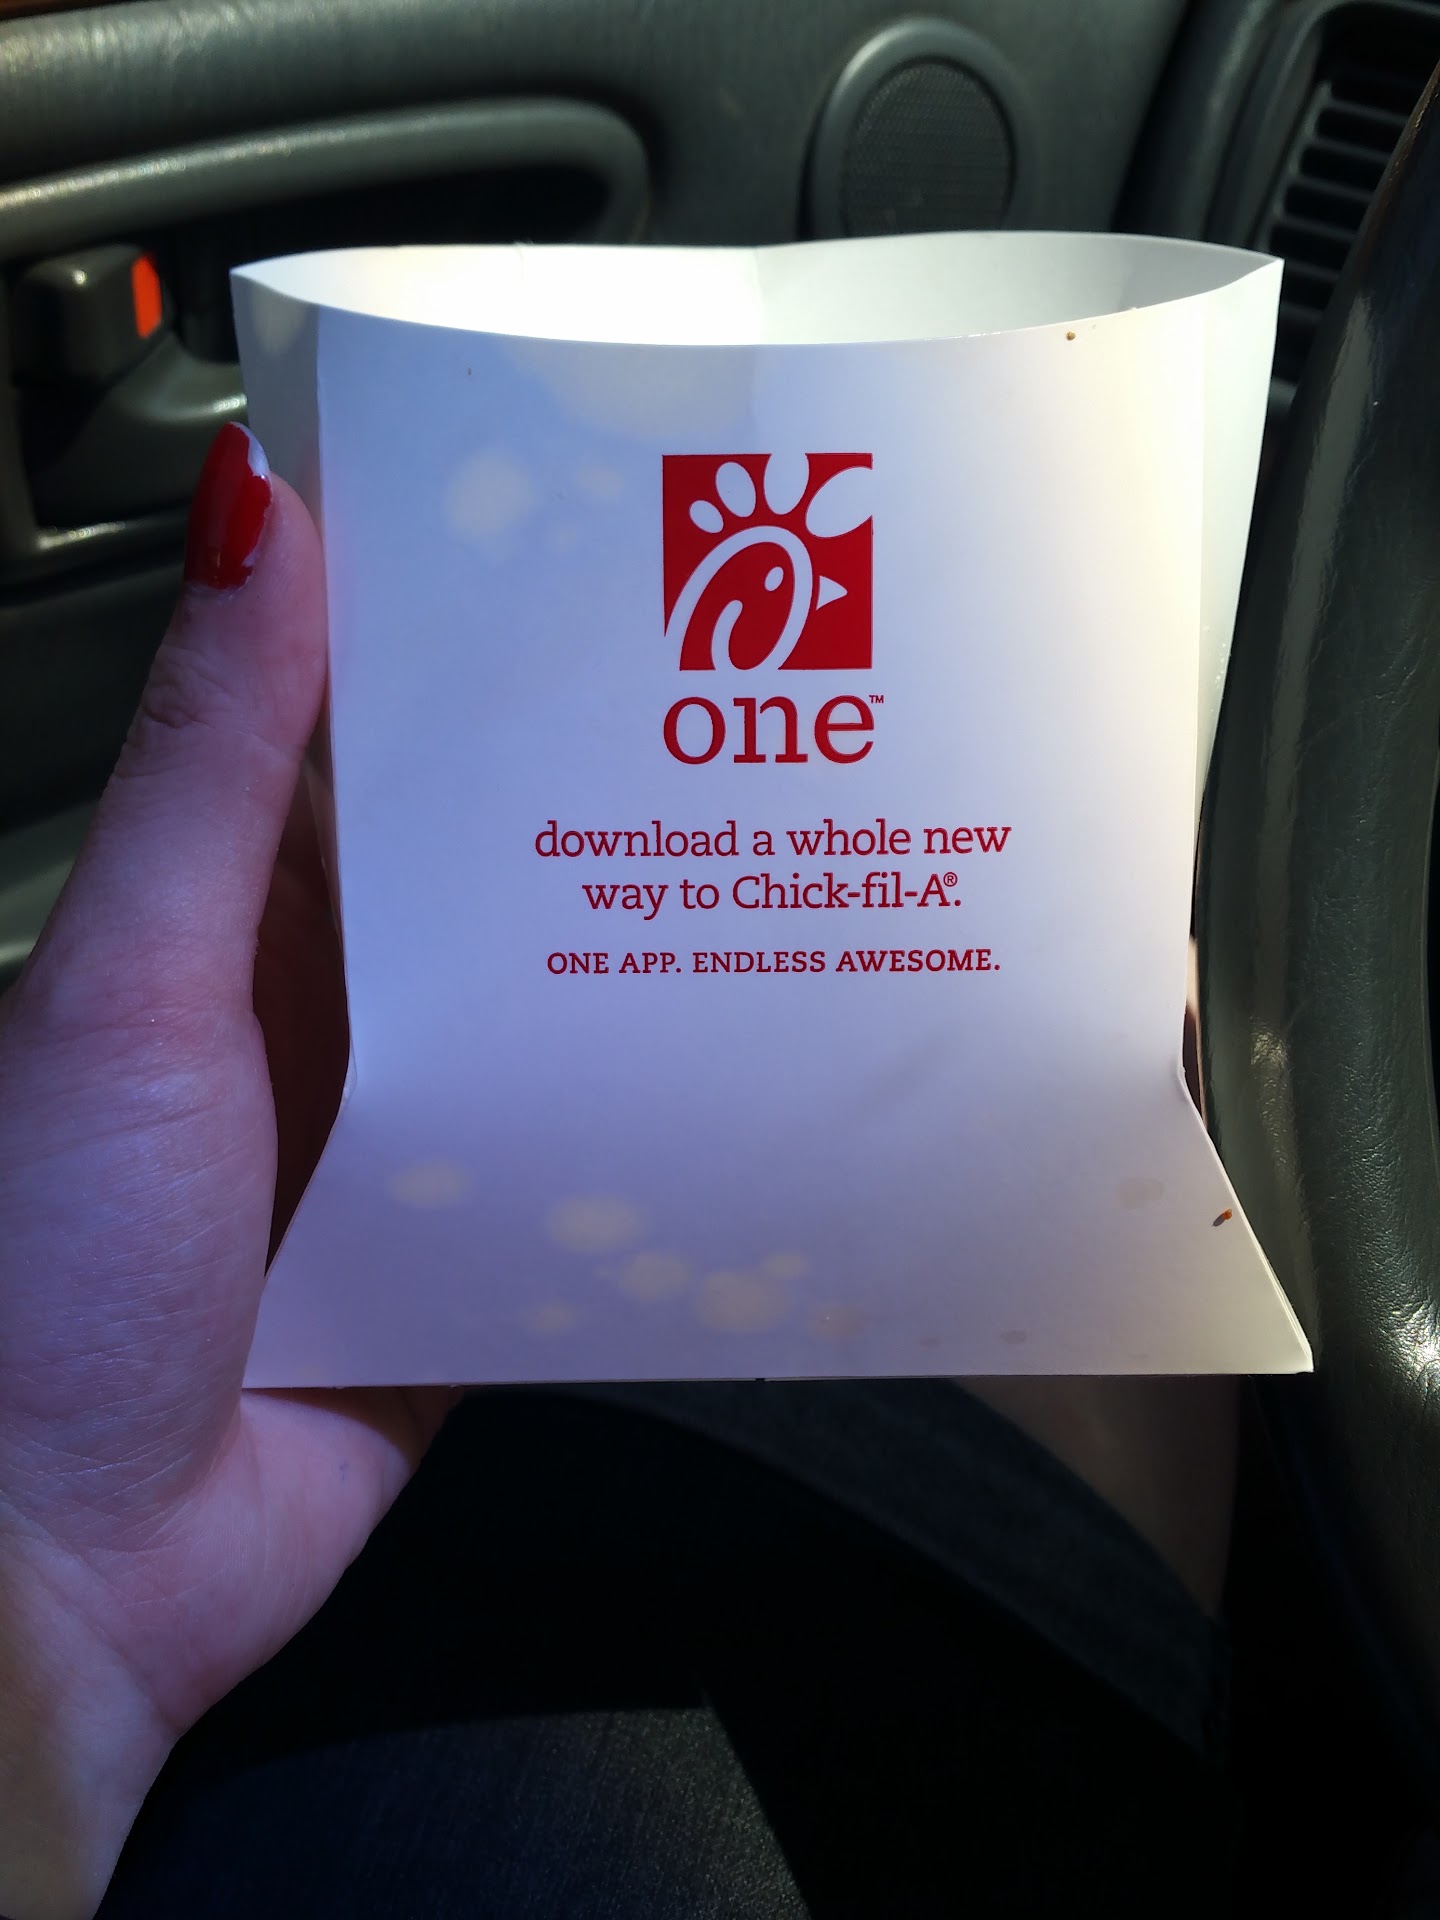 one™
download a whole new
way to Chick-fil-A®.
ONE APP. ENDLESS AWESOME.